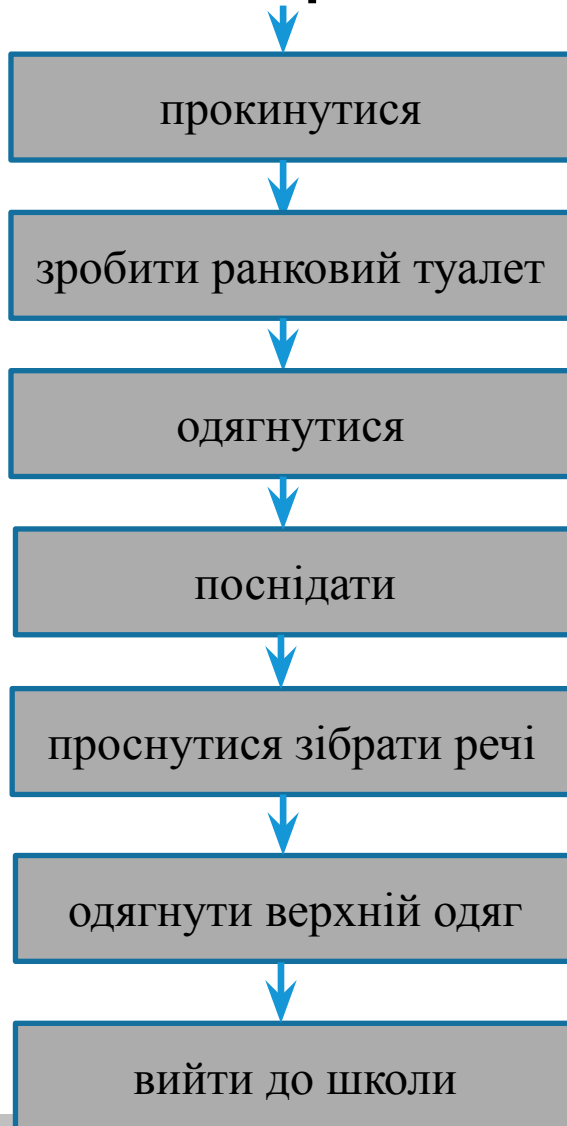 прокинутися
зробити ранковий туалет
одягнутися
поснідати
проснутися зібрати речі
одягнути верхній одяг
вийти до школи